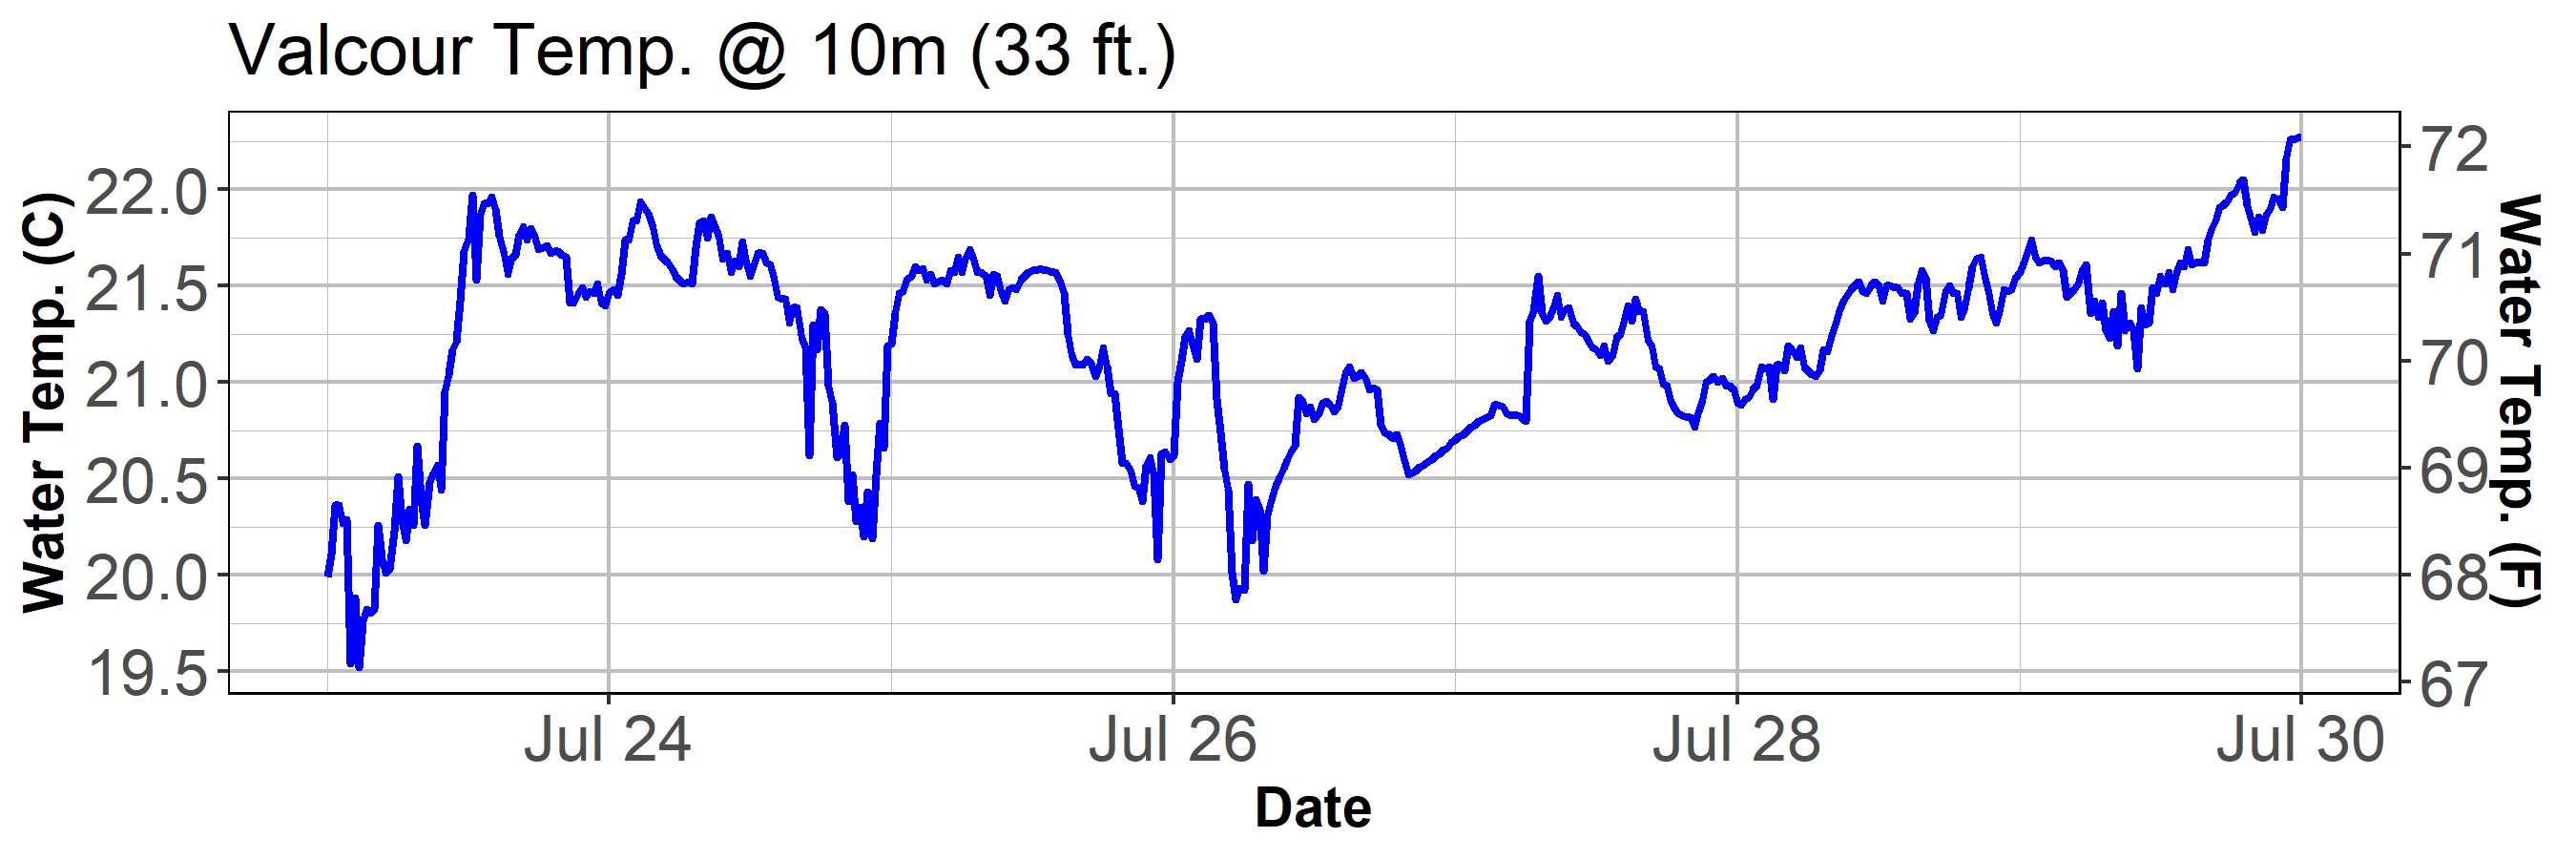 Valcour Temp. @ 10m (33 ft.)
Water Temp. (C)
22.0
21.5
21.0
20.5
20.0
19.5
72
71
70
69
68
67
Water Temp. (F)
Jul 24
Jul 26
Jul 28
Jul 30
Date